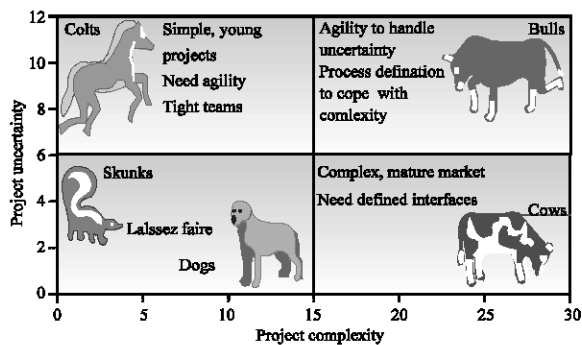 Project uncertainty
12
10
8
6
4
2
0
Colts
Simple, young
projects
Need agility
Tight teams
Agility to handle
uncertainty
Process defination
to cope with
comlexity
Bulls
Skunks
Lalssez faire
Dogs
Complex, mature market
Need defined interfaces
Cows
0 5 10 15 20 25 30
Project complexity